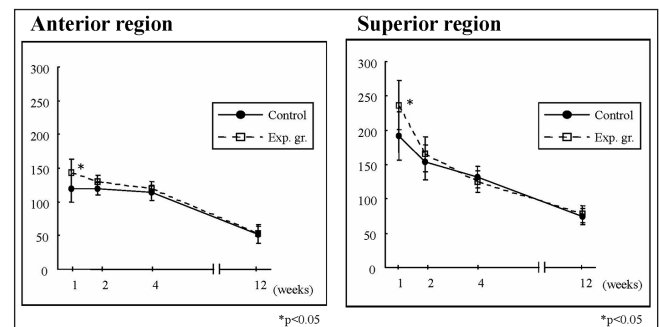 Anterior region
300
250
200
150
100
50
0
Control
Exp. gr.
*
1 2 4 12 (weeks)
*p<0.05
Superior region
300
250
200
150
100
50
0
Control
Exp. gr.
*
1 2 4 12 (weeks)
*p<0.05